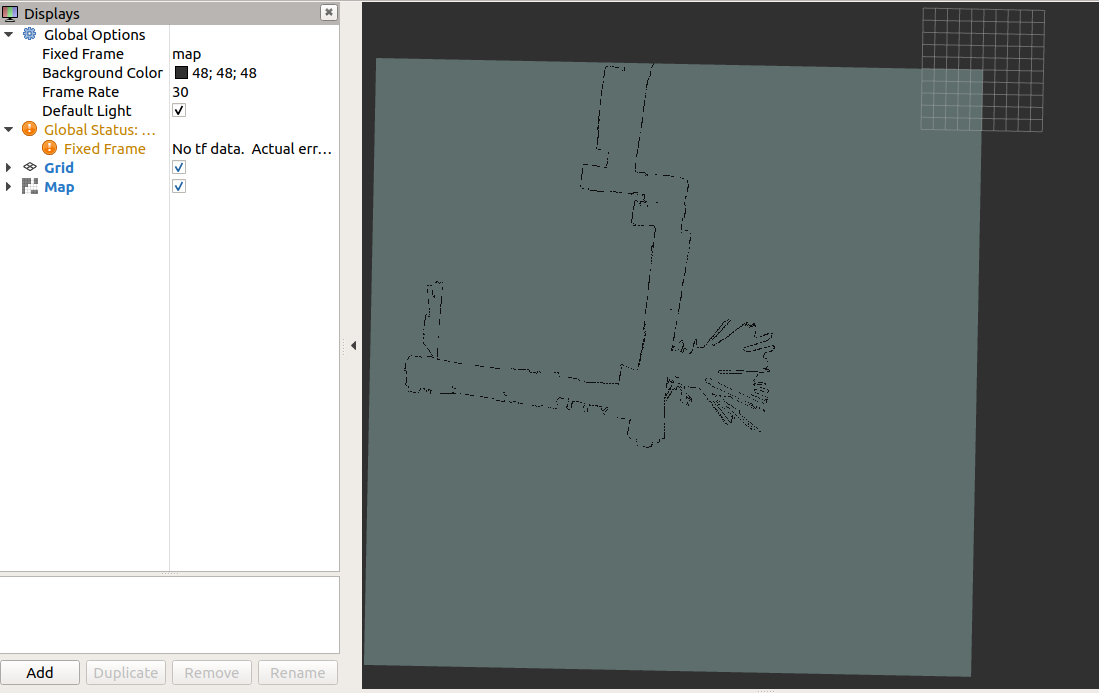 Displays
Global Options
Fixed Frame map
Background Color 48; 48; 48
Frame Rate 30
Default Light
Global Status: ...
Fixed Frame No tf data.  Actual err...
Grid
Map
Add Duplicate Remove Rename